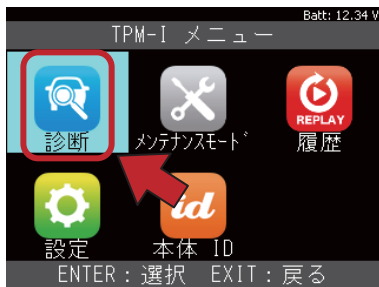 Batt: 12.34 V
TPM-I メニュー
REPLAY
診断 メンテナンスモード 履歴
id
設定 本体 ID
ENTER:選択 EXIT:戻る